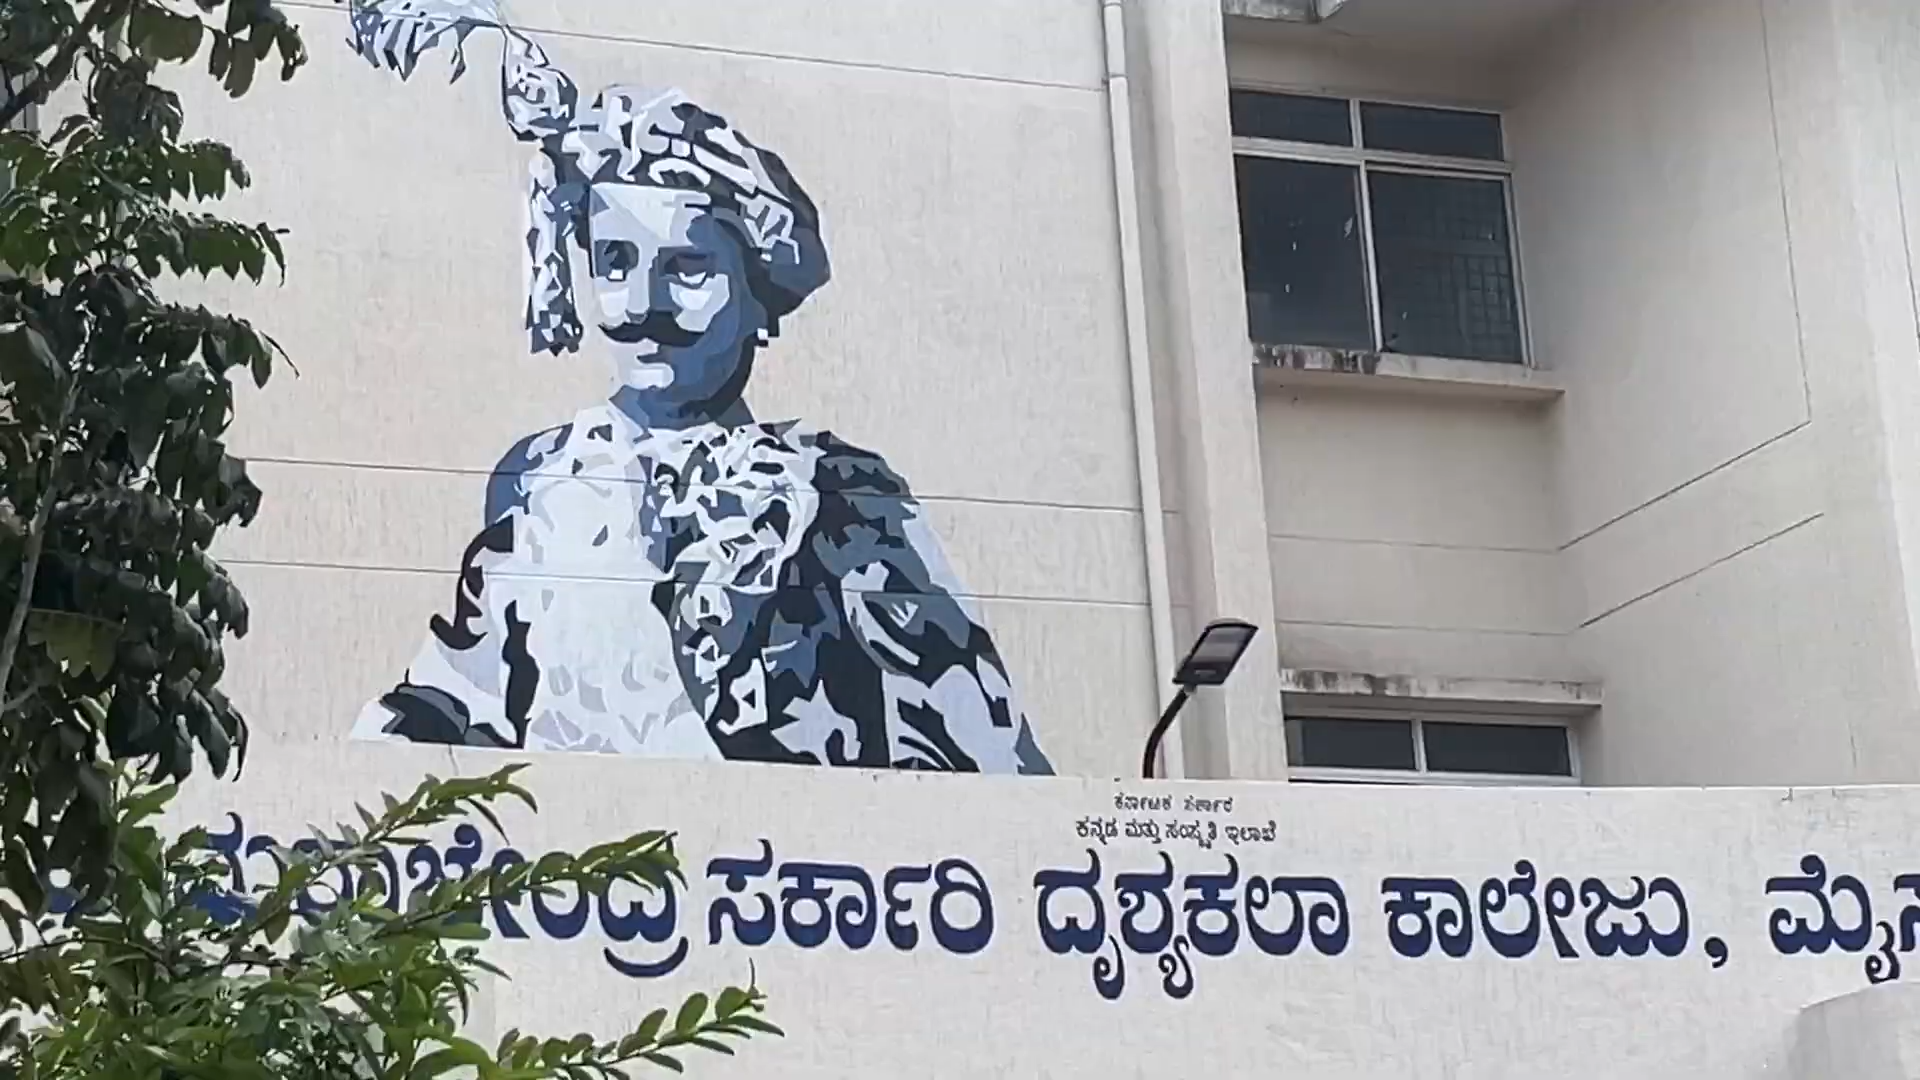 ಕರ್ನಾಟಕ ಸರ್ಕಾರ
ಕನ್ನಡ ಮತ್ತು ಸಂಸ್ಕೃತಿ ಇಲಾಖೆ
ಸರ್ಕಾರಿ ದೃಶ್ಯಕಲಾ ಕಾಲೇಜು,